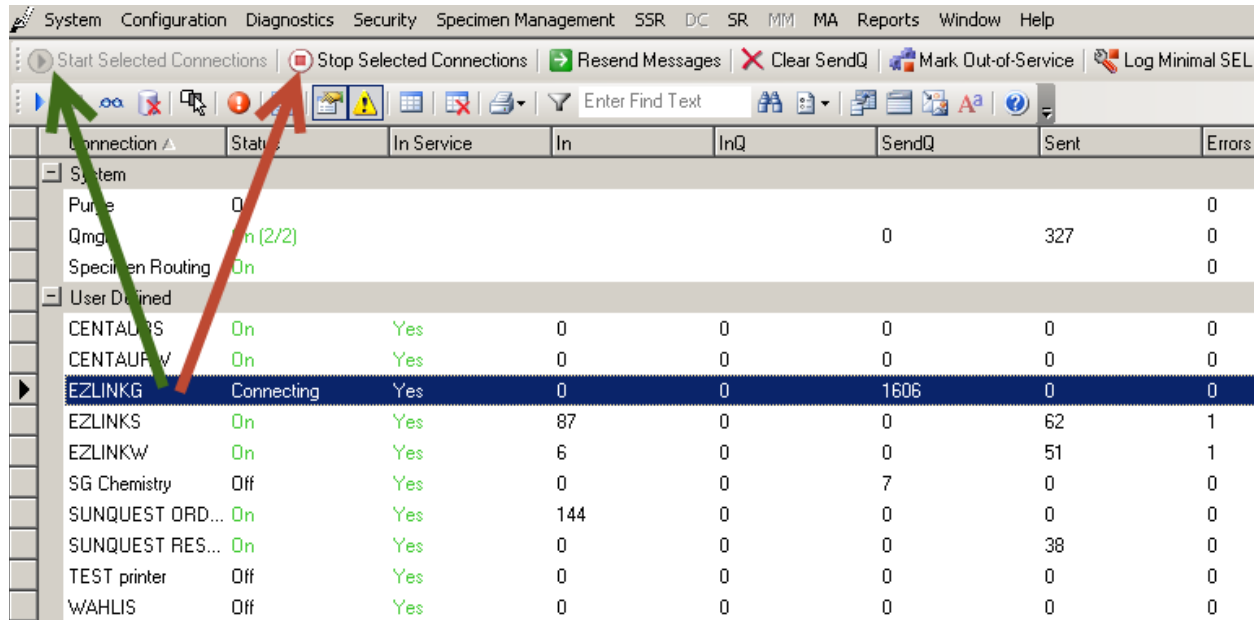 System Configuration Diagnostics Security Specimen Management SSR DC SR MM MA Reports Window Help
Start Selected Connections Stop Selected Connections Resend Messages Clear SendQ Mark Out-of-Service Log Minimal SEL
Enter Find Text Aa
Connection Status In Service In InQ SendQ Sent Errors
System
Purge 0
On (2/2) 0 327 0
Specimen Routing On 0
User Defined
On Yes 0 0 0 0 0
On Yes 0 0 0 0 0
EZLINKG Connecting Yes 0 0 1606 0 0
EZLINKS On Yes 87 0 0 62 1
EZLINKW On Yes 6 0 0 51 1
SG Chemistry Off Yes 0 0 7 0 0
SUNQUEST ORD... On Yes 144 0 0 0 0
SUNQUEST RES... On Yes 0 0 0 38 0
TEST printer Off Yes 0 0 0 0 0
WAHLIS Off Yes 0 0 0 0 0